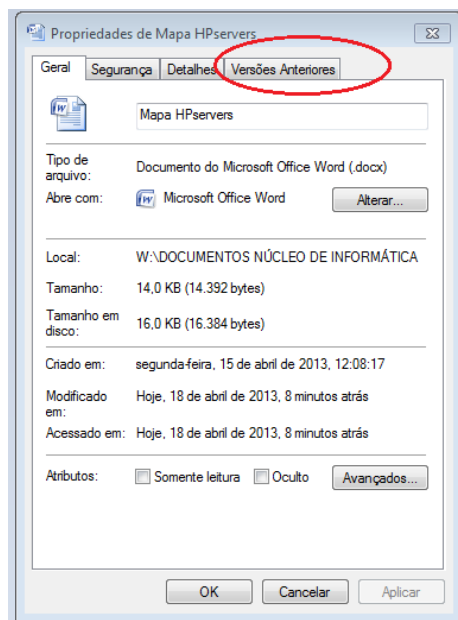 Propriedades de Mapa HPservers
Geral Segurança Detalhes Versões Anteriores
Mapa HPservers
Tipo de
arquivo:
Documento do Microsoft Office Word (.docx)
Abre com: Microsoft Office Word Alterar...
Local: W:\DOCUMENTOS NÚCLEO DE INFORMÁTICA
Tamanho: 14,0 KB (14.392 bytes)
Tamanho em
disco:
16,0 KB (16.384 bytes)
Criado em: segunda-feira, 15 de abril de 2013, 12:08:17
Modificado
em:
Hoje, 18 de abril de 2013, 8 minutos atrás
Acessado em: Hoje, 18 de abril de 2013, 8 minutos atrás
Atributos: Somente leitura Oculto Avançados...
OK Cancelar Aplicar